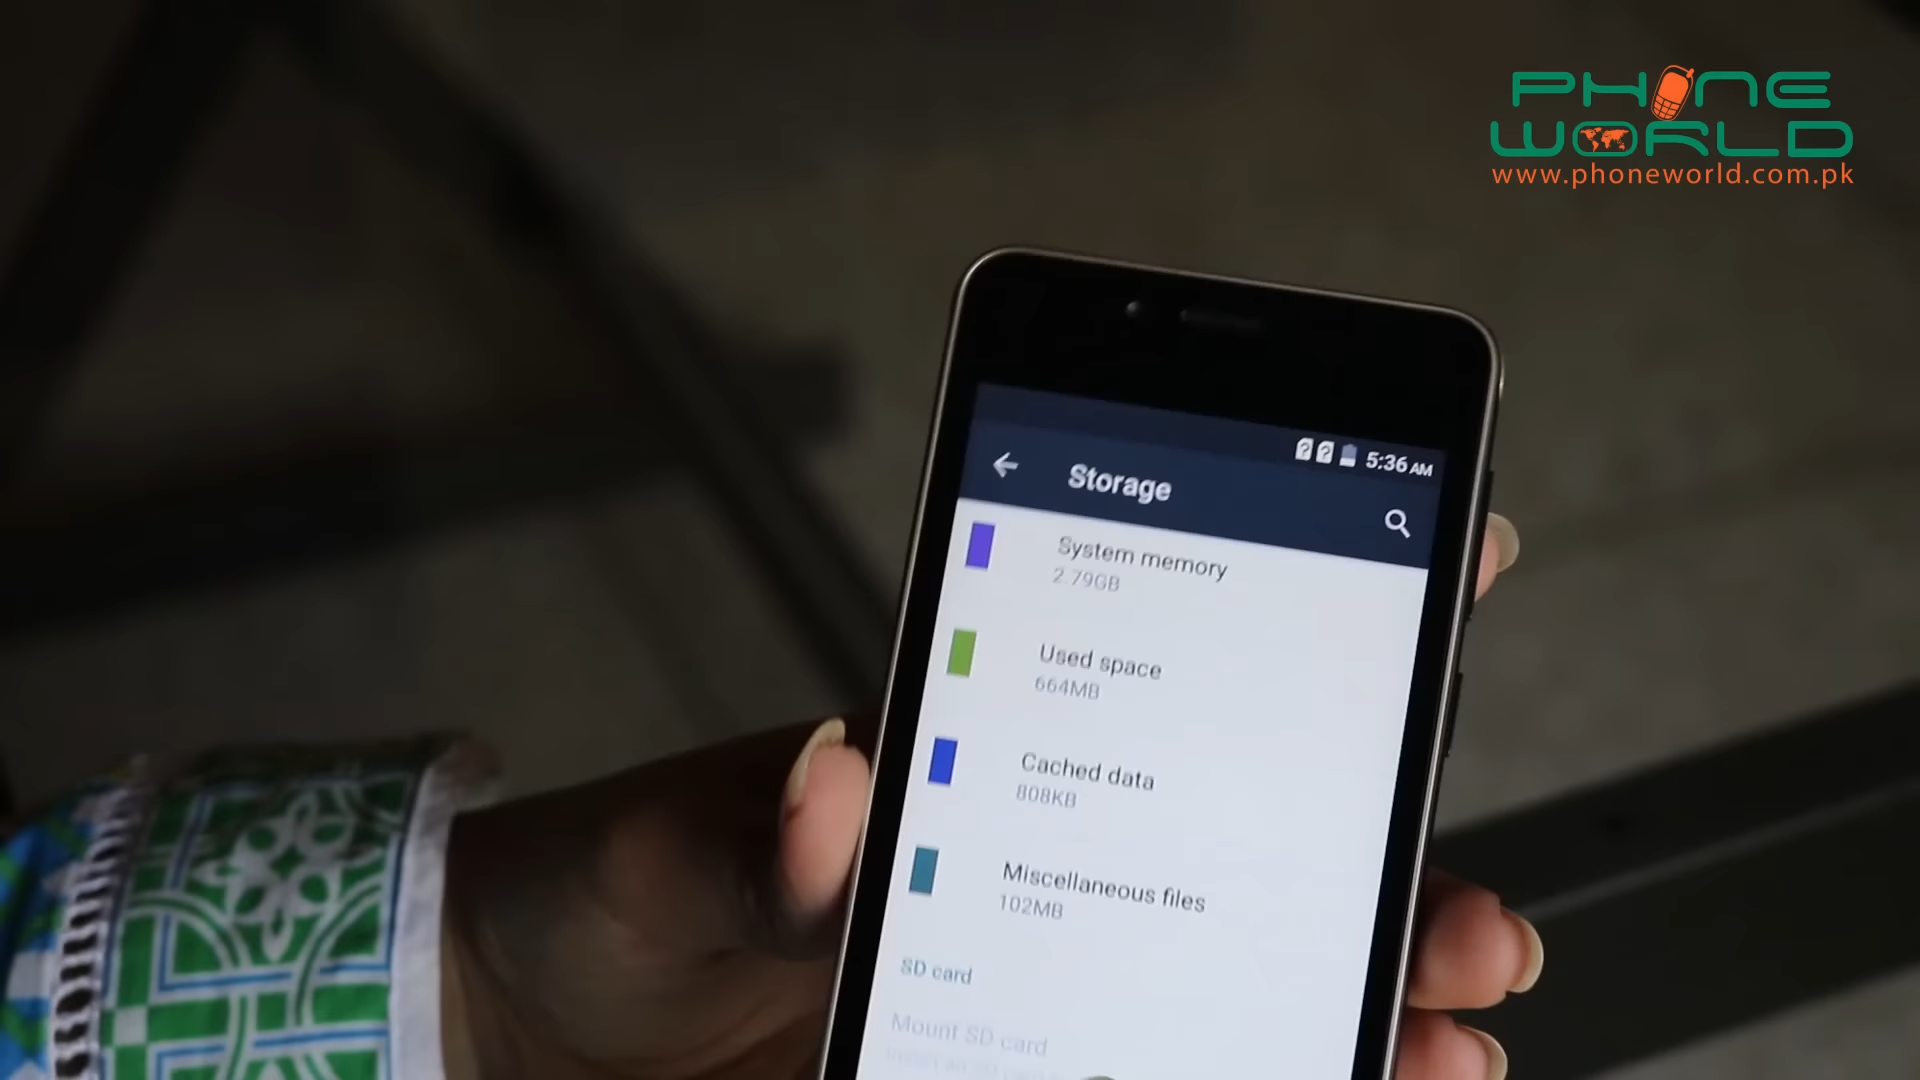 PHONE
WORLD
www.phoneworld.com.pk
5:36 AM
Storage
System memory
2.79GB
Used space
664MB
Cached data
808KB
Miscellaneous files
102MB
SD card
Mount SD card